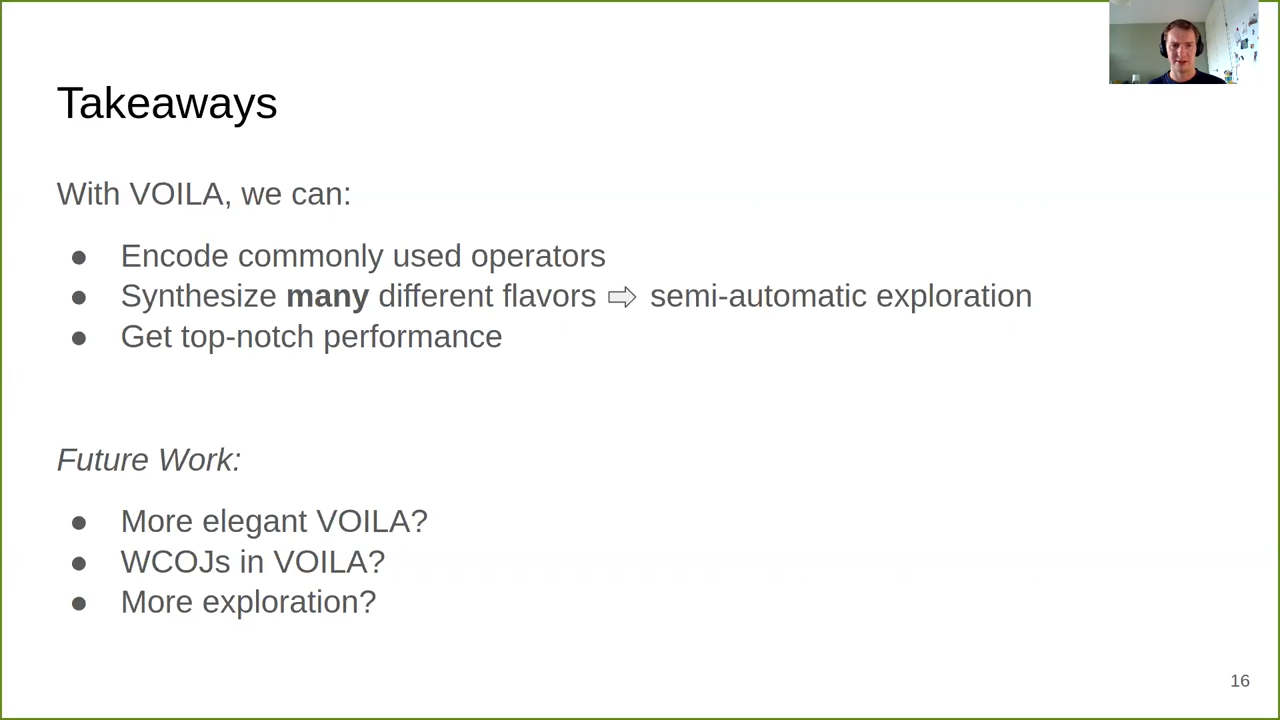 Takeaways
With VOILA, we can:
● Encode commonly used operators
● Synthesize many different flavors ⇨ semi-automatic exploration
● Get top-notch performance
Future Work:
● More elegant VOILA?
● WCOJs in VOILA?
● More exploration?
16